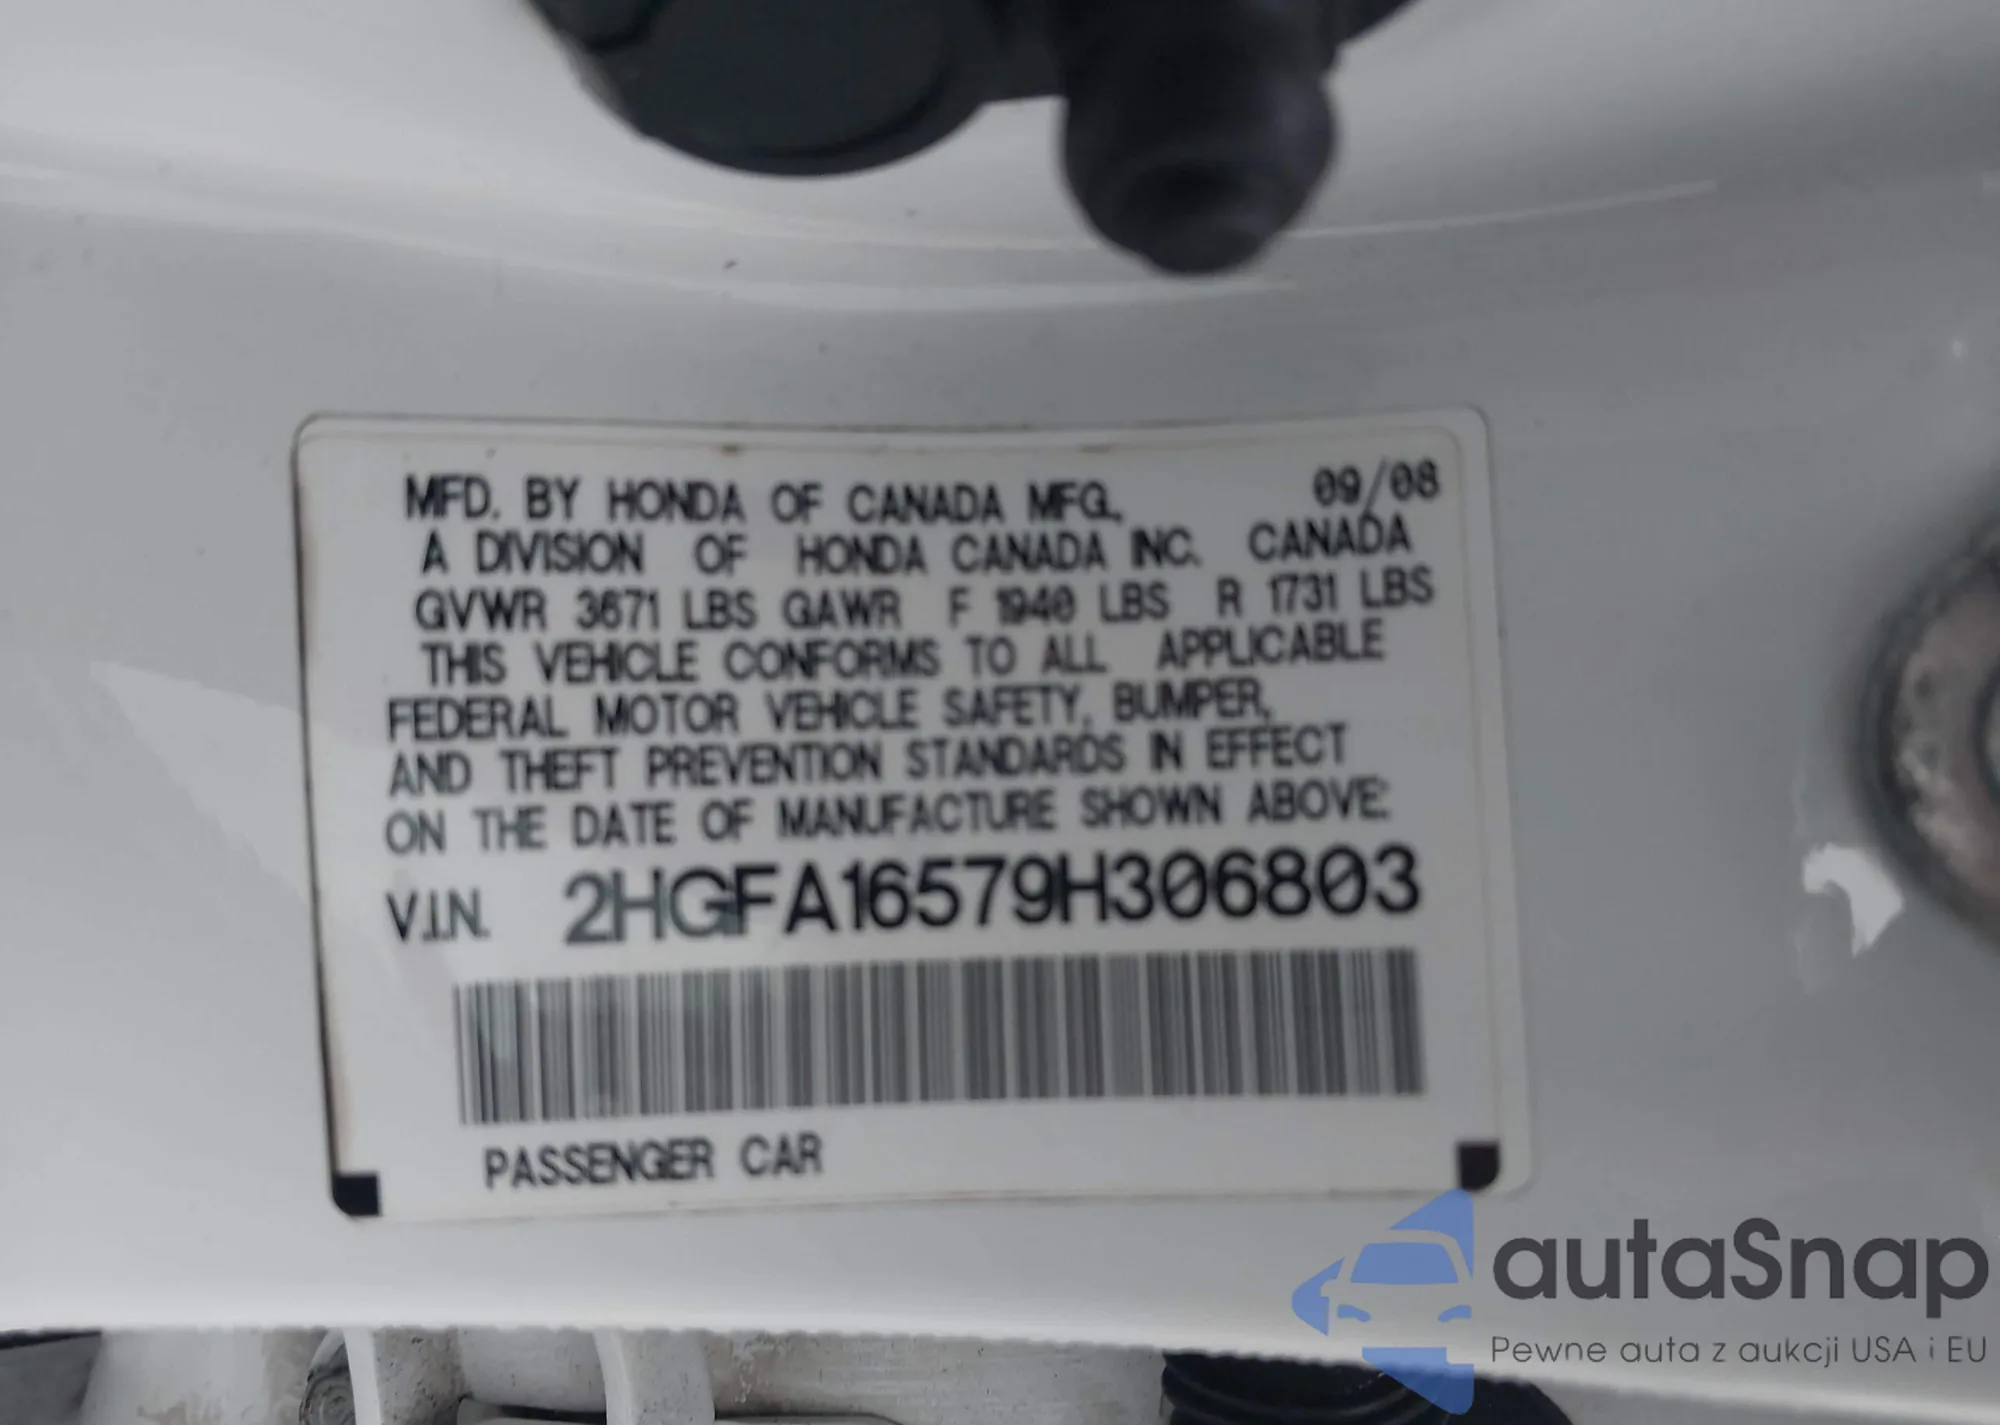 MFD. BY HONDA OF CANADA MFG., 09/08
A DIVISION OF HONDA CANADA INC. CANADA
GVWR 3671 LBS GAWR F 1940 LBS R 1731 LBS
THIS VEHICLE CONFORMS TO ALL APPLICABLE
FEDERAL MOTOR VEHICLE SAFETY, BUMPER,
AND THEFT PREVENTION STANDARDS IN EFFECT
ON THE DATE OF MANUFACTURE SHOWN ABOVE:
V.I.N. 2HGFA16579H306803
PASSENGER CAR
autaSnap
Pewne auta z aukcji USA i EU